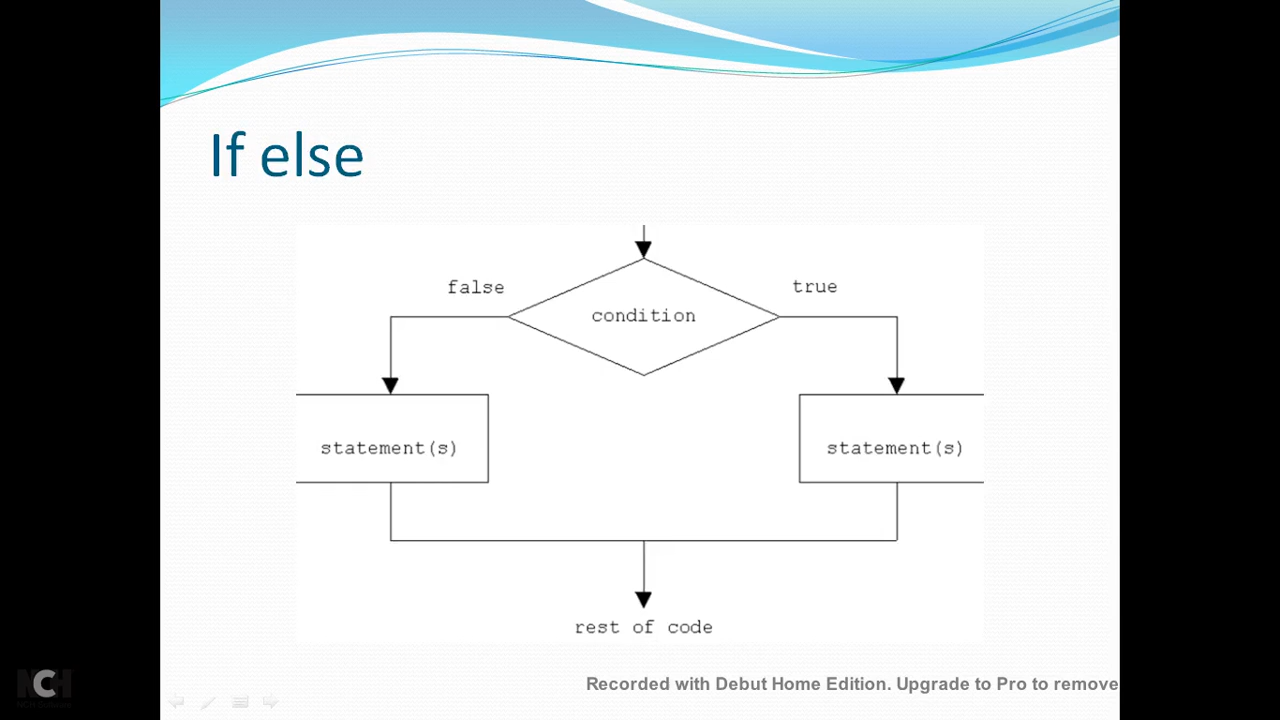 If else
false
true
condition
statement(s)
statement(s)
rest of code
NCH
Recorded with Debut Home Edition. Upgrade to Pro to remove